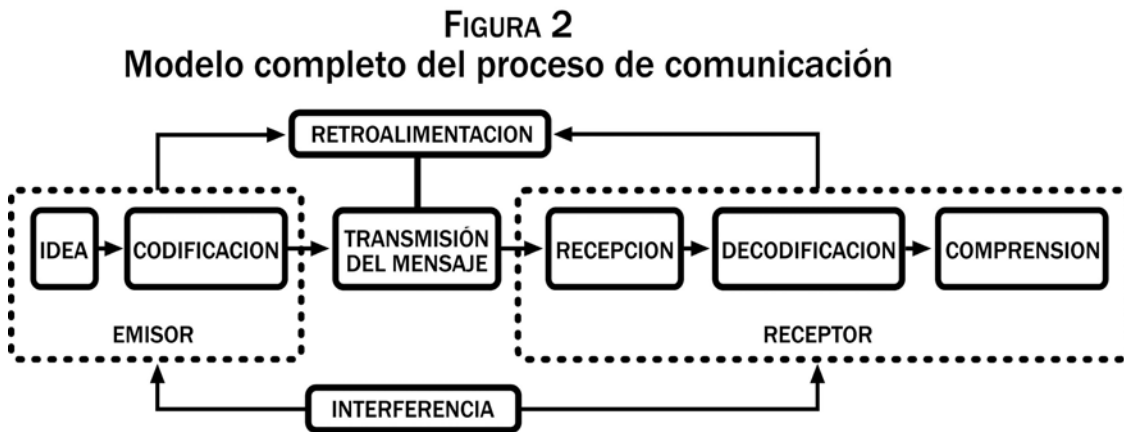 FIGURA 2
Modelo completo del proceso de comunicación
RETROALIMENTACION
IDEA
CODIFICACION
TRANSMISIÓN
DEL MENSAJE
RECEPCION
DECODIFICACION
COMPRENSION
EMISOR
RECEPTOR
INTERFERENCIA